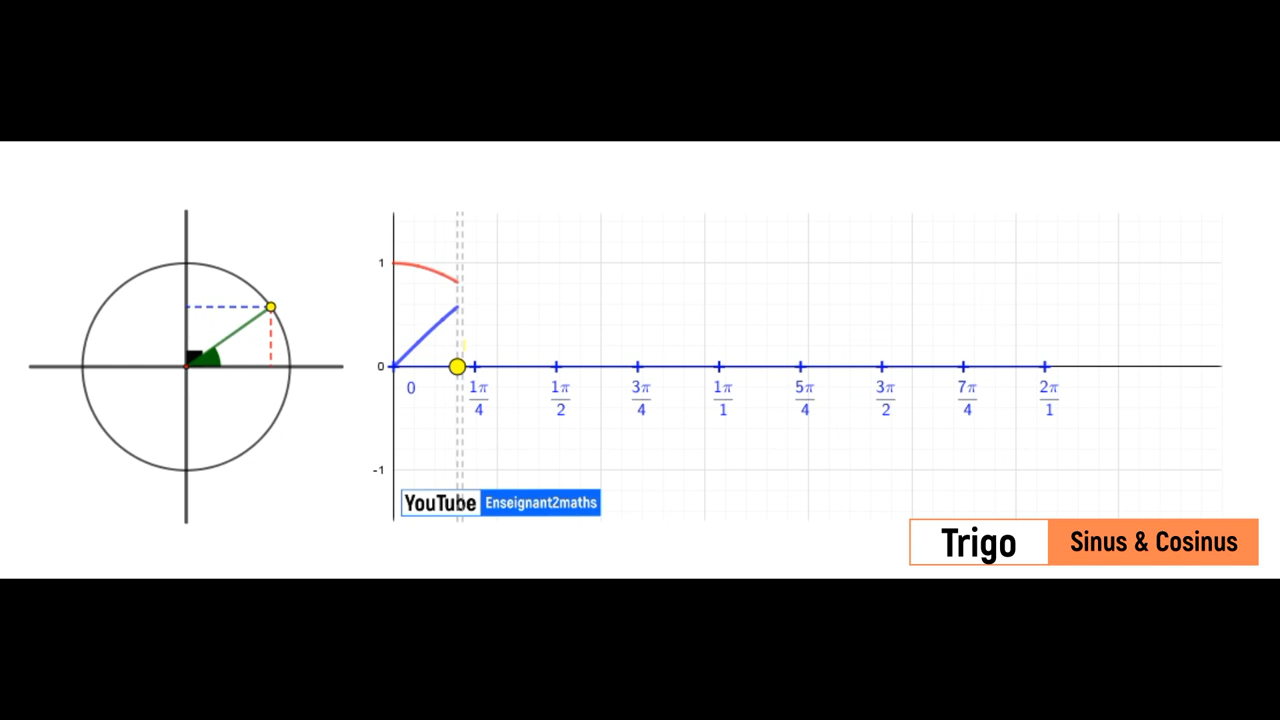 1
0
0
1π/4
1π/2
3π/4
1π/1
5π/4
3π/2
7π/4
2π/1
-1
YouTube Enseignant2maths
Trigo Sinus & Cosinus